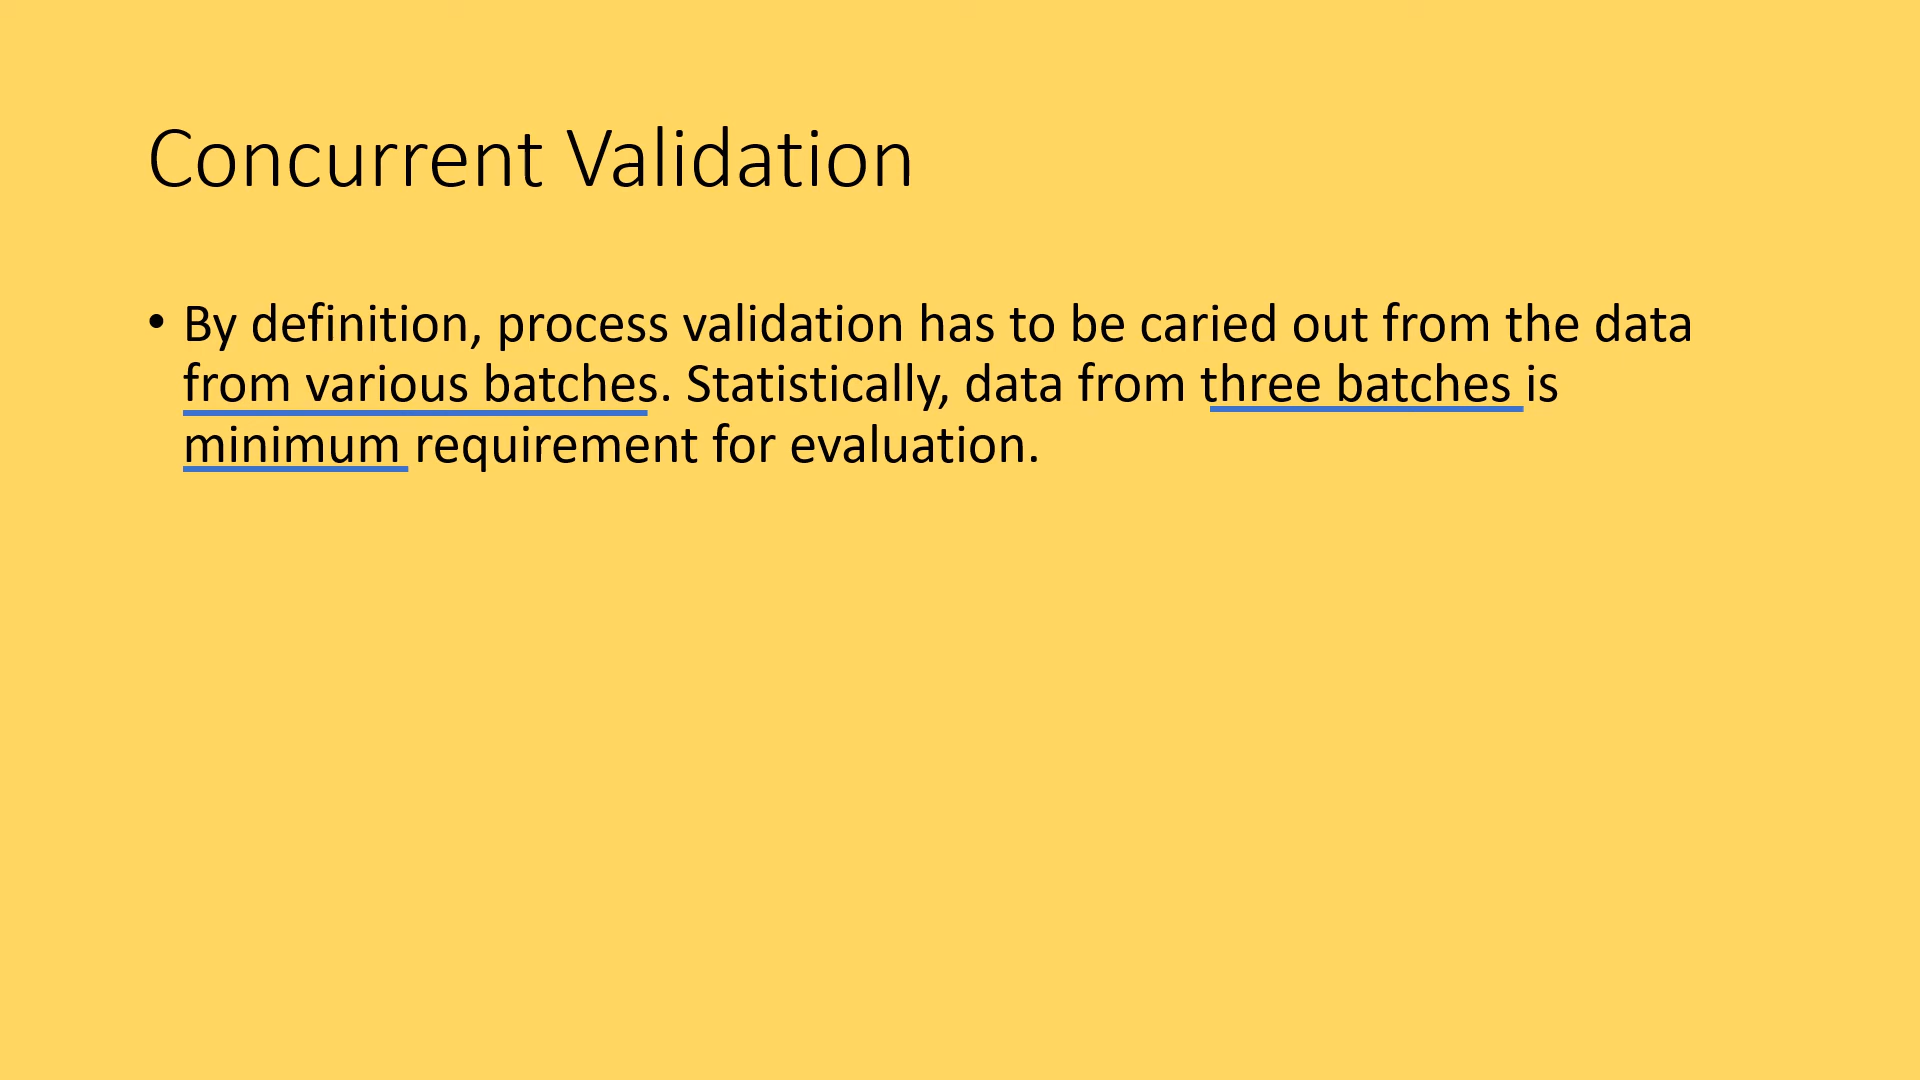 Concurrent Validation
• By definition, process validation has to be caried out from the data
from various batches. Statistically, data from three batches is
minimum requirement for evaluation.